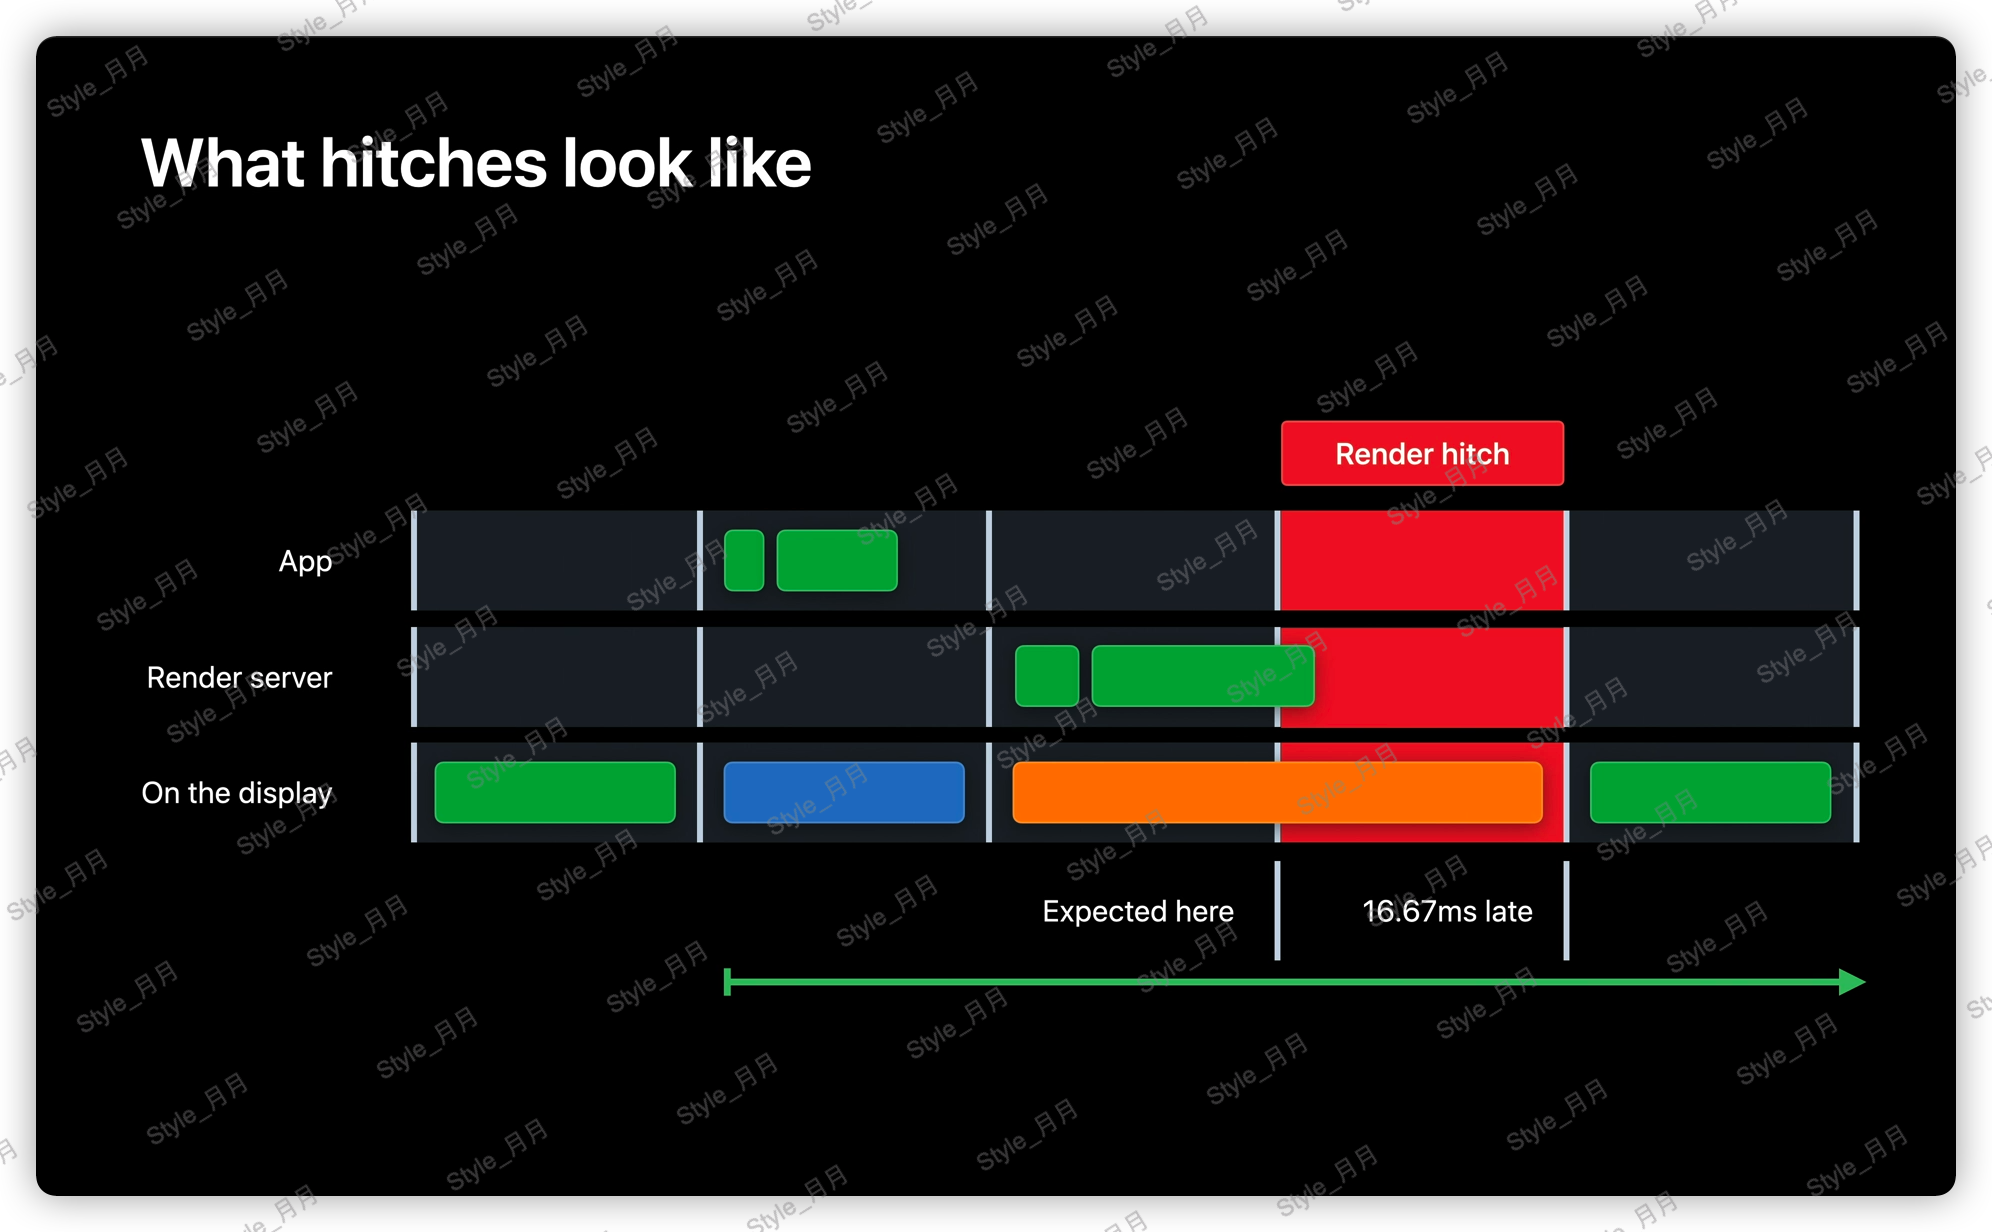 What hitches look like
Render hitch
App
Render server
On the display
Expected here
16.67ms late
Style_月月